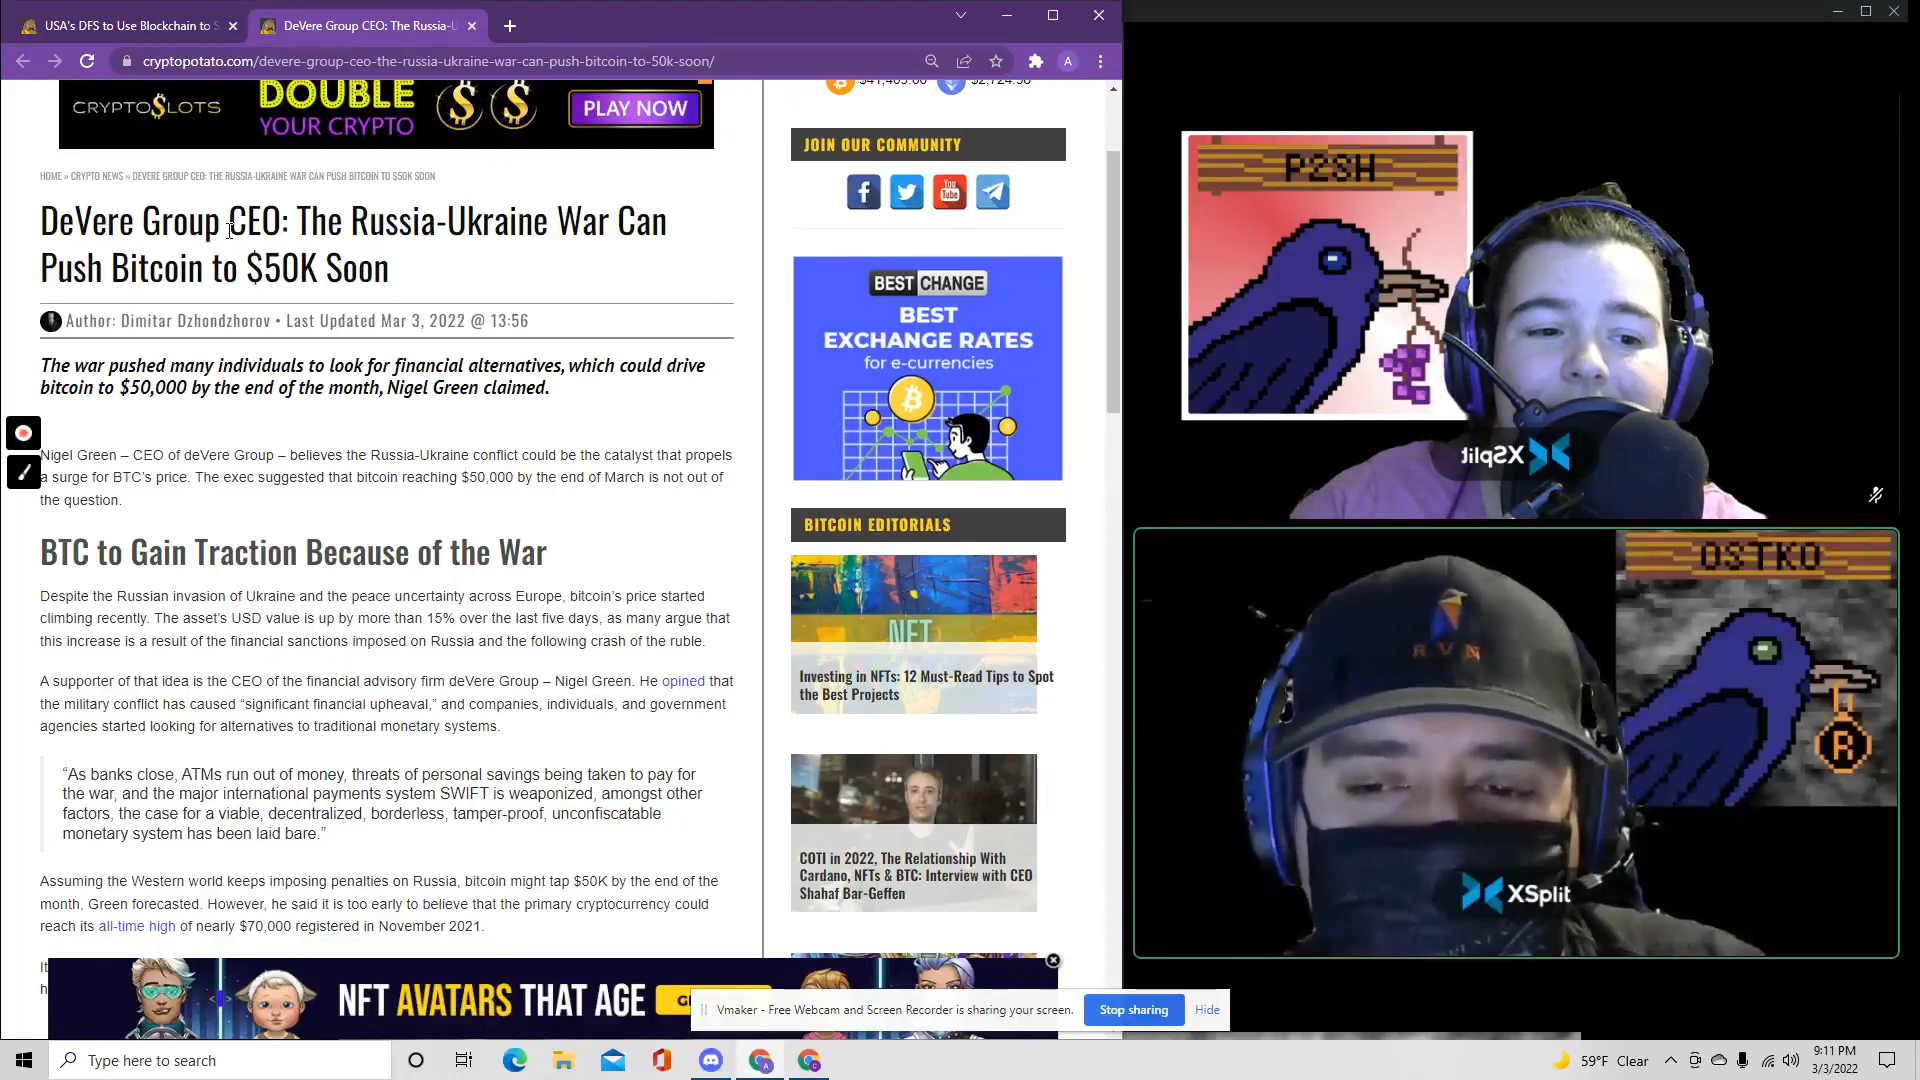 USA's DFS to Use Blockchain to S
DeVere Group CEO: The Russia-U
cryptopotato.com/devere-group-ceo-the-russia-ukraine-war-can-push-bitcoin-to-50k-soon/
A
CRYPTO$LOTS
DOUBLE
YOUR CRYPTO
PLAY NOW
HOME » CRYPTO NEWS » DEVERE GROUP CEO: THE RUSSIA-UKRAINE WAR CAN PUSH BITCOIN TO $50K SOON
DeVere Group CEO: The Russia-Ukraine War Can
Push Bitcoin to $50K Soon
Author: Dimitar Dzhondzhorov • Last Updated Mar 3, 2022 @ 13:56
The war pushed many individuals to look for financial alternatives, which could drive
bitcoin to $50,000 by the end of the month, Nigel Green claimed.
Nigel Green – CEO of deVere Group – believes the Russia-Ukraine conflict could be the catalyst that propels
a surge for BTC's price. The exec suggested that bitcoin reaching $50,000 by the end of March is not out of
the question.
BTC to Gain Traction Because of the War
Despite the Russian invasion of Ukraine and the peace uncertainty across Europe, bitcoin's price started
climbing recently. The asset's USD value is up by more than 15% over the last five days, as many argue that
this increase is a result of the financial sanctions imposed on Russia and the following crash of the ruble.
A supporter of that idea is the CEO of the financial advisory firm deVere Group – Nigel Green. He opined that
the military conflict has caused “significant financial upheaval,” and companies, individuals, and government
agencies started looking for alternatives to traditional monetary systems.
“As banks close, ATMs run out of money, threats of personal savings being taken to pay for
the war, and the major international payments system SWIFT is weaponized, amongst other
factors, the case for a viable, decentralized, borderless, tamper-proof, unconfiscatable
monetary system has been laid bare.”
Assuming the Western world keeps imposing penalties on Russia, bitcoin might tap $50K by the end of the
month, Green forecasted. However, he said it is too early to believe that the primary cryptocurrency could
reach its all-time high of nearly $70,000 registered in November 2021.
JOIN OUR COMMUNITY
You
Tube
BEST CHANGE
BEST
EXCHANGE RATES
for e-currencies
BITCOIN EDITORIALS
NFT
Investing in NFTs: 12 Must-Read Tips to Spot
the Best Projects
COTI in 2022, The Relationship With
Cardano, NFTs & BTC: Interview with CEO
Shahaf Bar-Geffen
NFT AVATARS THAT AGE
Vmaker - Free Webcam and Screen Recorder is sharing your screen.
Stop sharing
Hide
P2SH
XSplit
OSTKO
R V N
R
XSplit
Type here to search
59°F Clear
9:11 PM
3/3/2022